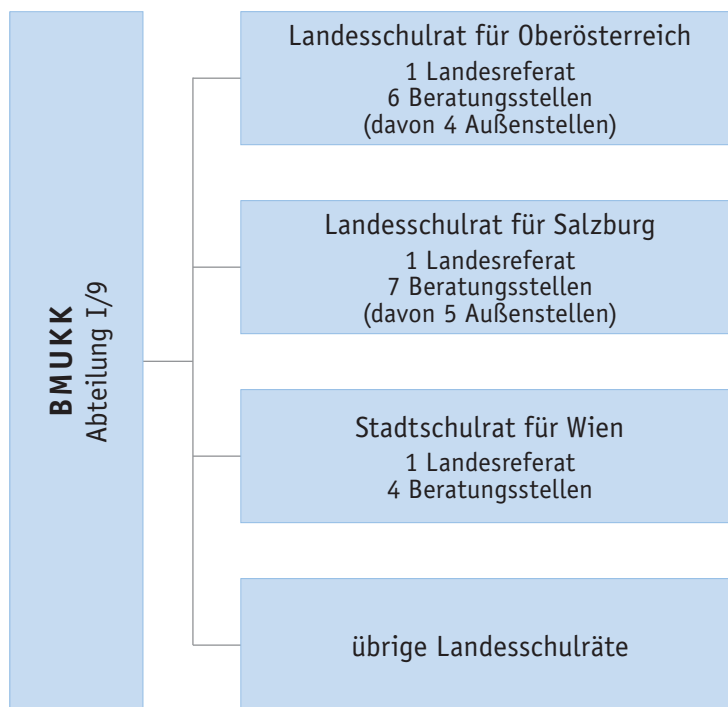 BMUKK
Abteilung I/9
Landesschulrat für Oberösterreich
1 Landesreferat
6 Beratungsstellen
(davon 4 Außenstellen)
Landesschulrat für Salzburg
1 Landesreferat
7 Beratungsstellen
(davon 5 Außenstellen)
Stadtschulrat für Wien
1 Landesreferat
4 Beratungsstellen
übrige Landesschulräte